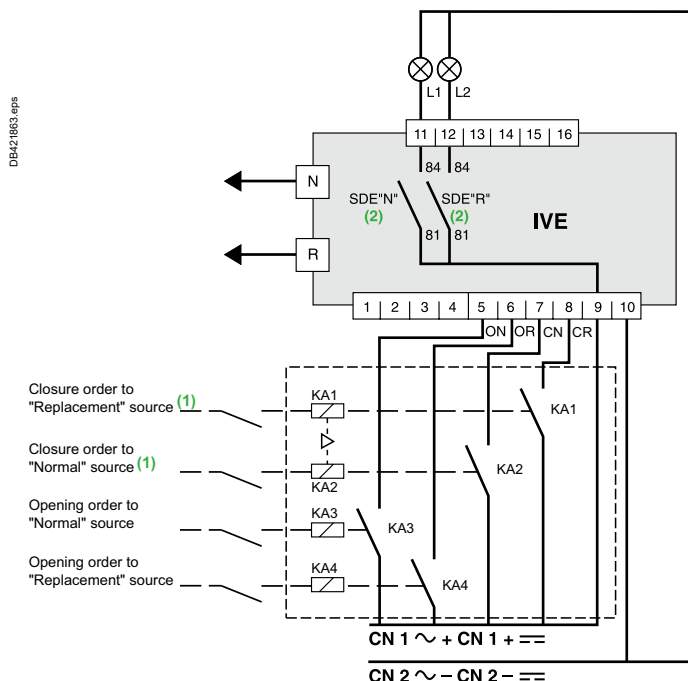 DB421863.eps
L1 L2
11 12 13 14 15 16
84 84
N
SDE"N" SDE"R"
(2) (2)
IVE
81 81
R
1 2 3 4 5 6 7 8 9 10
ON OR CN CR
Closure order to
"Replacement" source (1)
KA1
KA1
Closure order to
"Normal" source (1)
KA2
KA2
Opening order to
"Normal" source
KA3
KA3
Opening order to
"Replacement" source
KA4
KA4
CN 1 ~ + CN 1 + ⎓
CN 2 ~ – CN 2 – ⎓